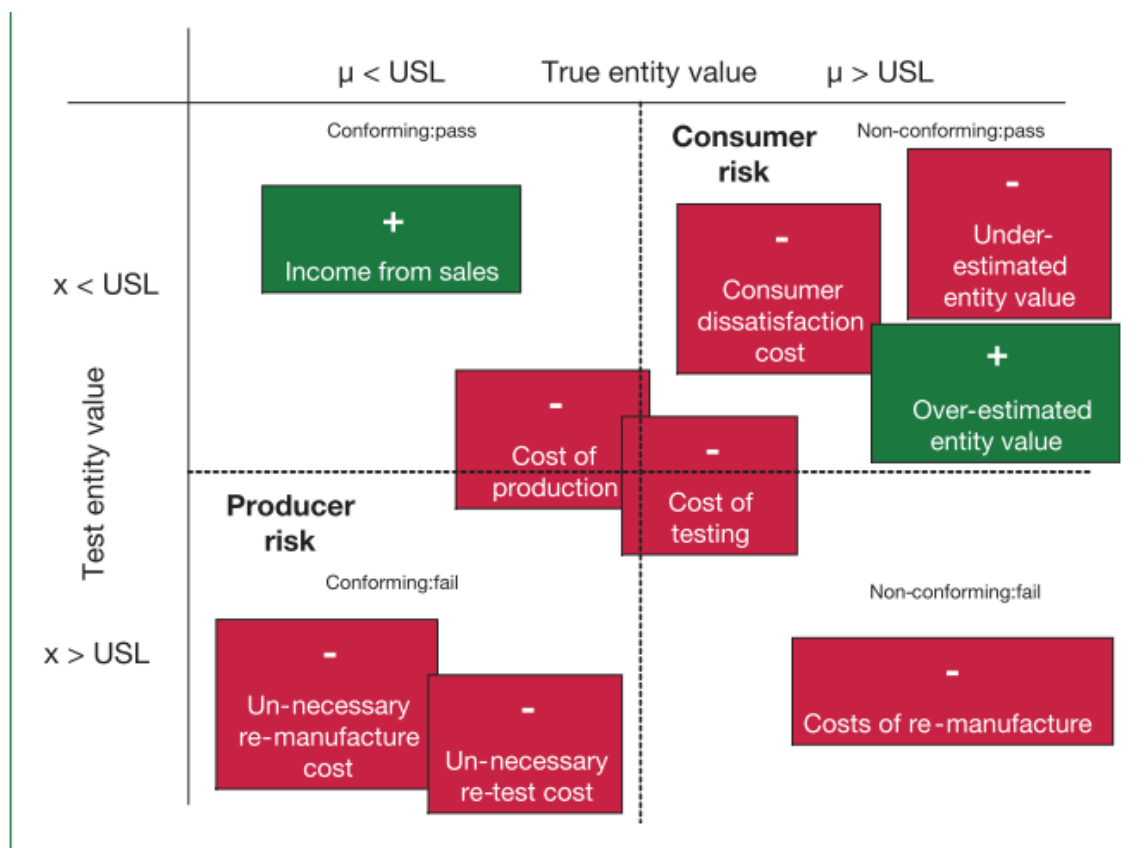 μ < USL True entity value μ > USL
Conforming:pass
Consumer
risk
Non-conforming:pass
+
Income from sales
-
Consumer
dissatisfaction
cost
-
Under-
estimated
entity value
+
Over-estimated
entity value
x < USL
Test entity value
x > USL
-
Cost of
production
-
Cost of
testing
Producer
risk
Conforming:fail
Non-conforming:fail
-
Un-necessary
re-manufacture
cost
-
Un-necessary
re-test cost
-
Costs of re-manufacture